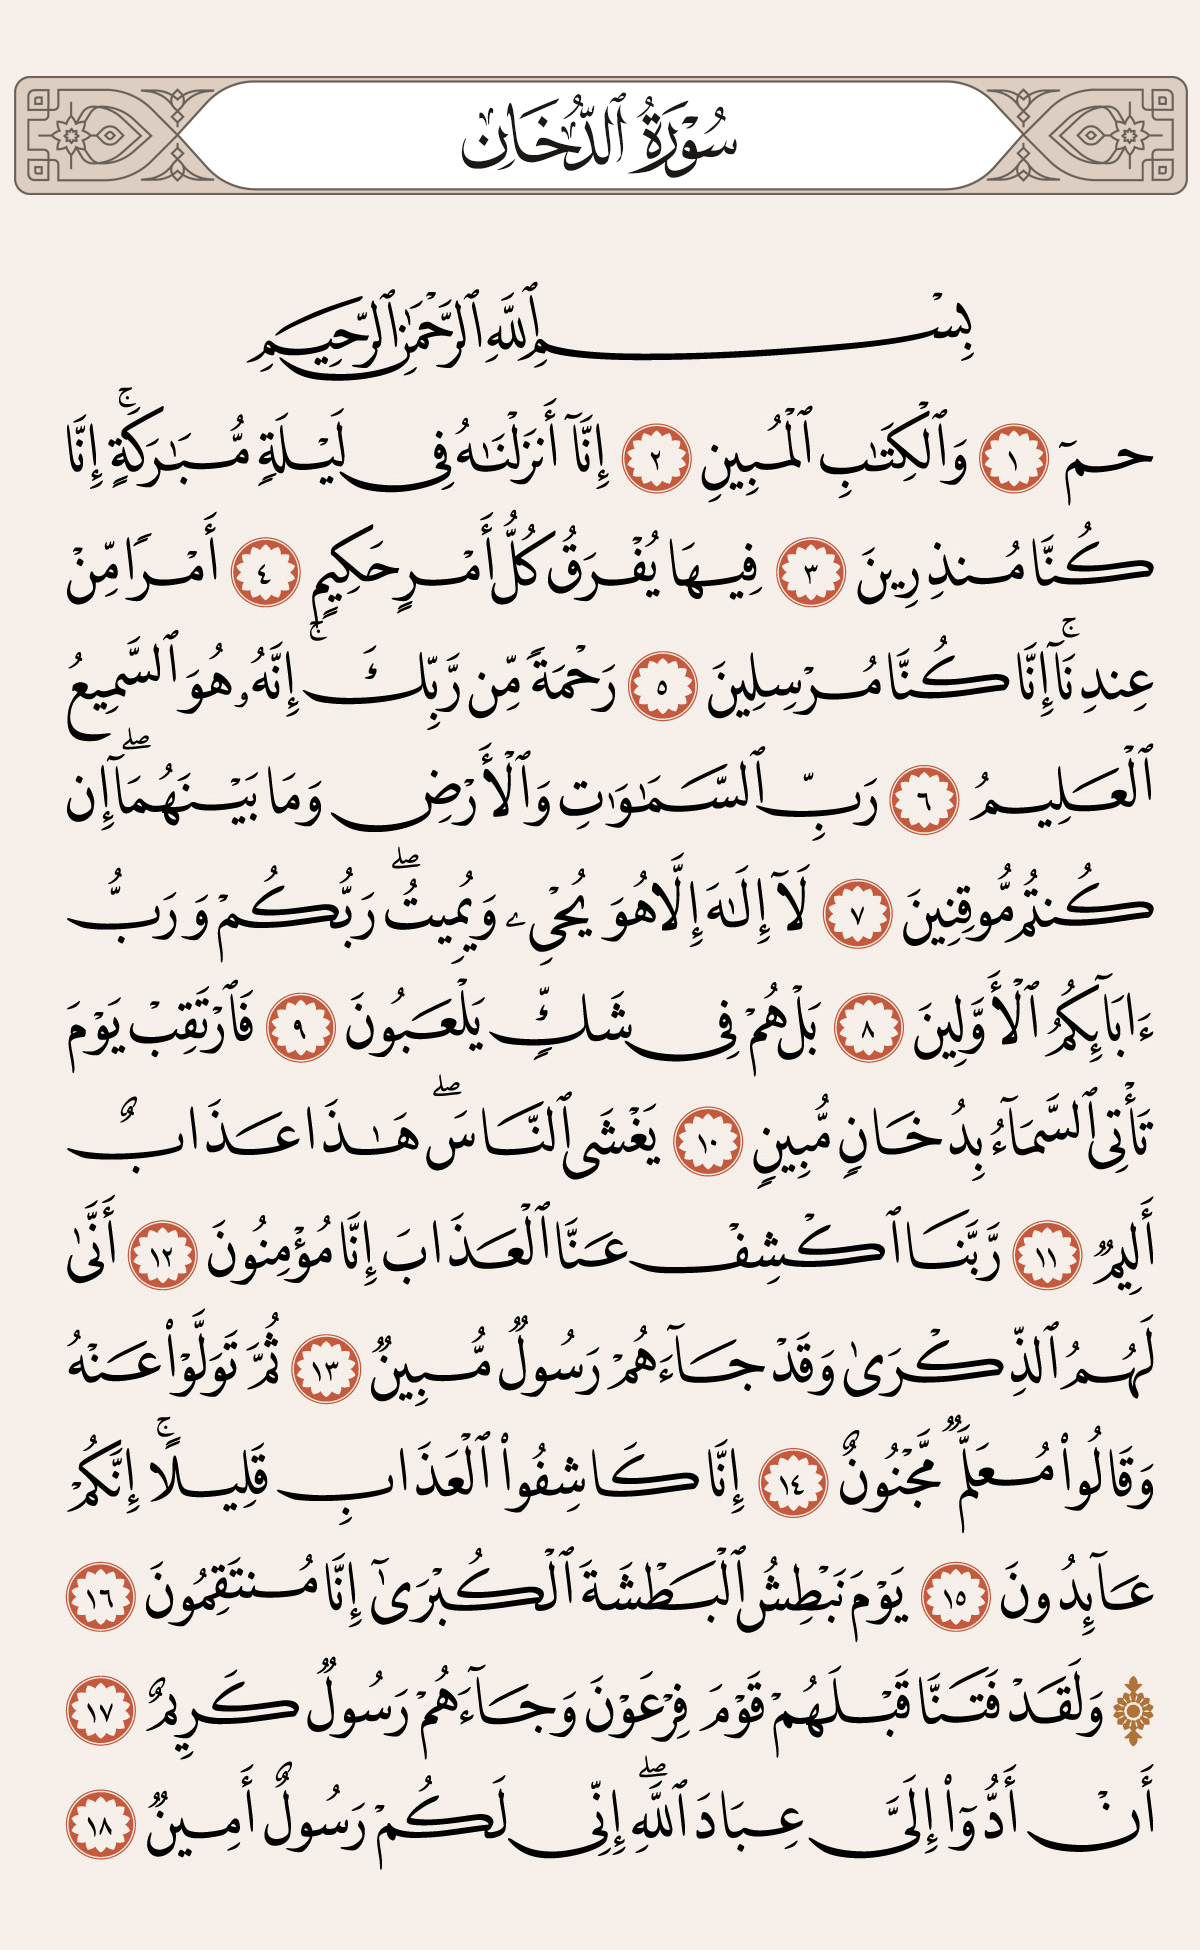 سُورَةُ ٱلدُّخَانِ
بِسْمِ ٱللَّهِ ٱلرَّحْمَٰنِ ٱلرَّحِيمِ
حمٓ ١ وَٱلْكِتَٰبِ ٱلْمُبِينِ ٢ إِنَّآ أَنزَلْنَٰهُ فِى لَيْلَةٍ مُّبَٰرَكَةٍ ۚ إِنَّا
كُنَّا مُنذِرِينَ ٣ فِيهَا يُفْرَقُ كُلُّ أَمْرٍ حَكِيمٍ ٤ أَمْرًا مِّنْ
عِندِنَآ ۚ إِنَّا كُنَّا مُرْسِلِينَ ٥ رَحْمَةً مِّن رَّبِّكَ ۚ إِنَّهُۥ هُوَ ٱلسَّمِيعُ
ٱلْعَلِيمُ ٦ رَبِّ ٱلسَّمَٰوَٰتِ وَٱلْأَرْضِ وَمَا بَيْنَهُمَآ ۖ إِن
كُنتُم مُّوقِنِينَ ٧ لَآ إِلَٰهَ إِلَّا هُوَ يُحْىِۦ وَيُمِيتُ ۖ رَبُّكُمْ وَرَبُّ
ءَابَآئِكُمُ ٱلْأَوَّلِينَ ٨ بَلْ هُمْ فِى شَكٍّ يَلْعَبُونَ ٩ فَٱرْتَقِبْ يَوْمَ
تَأْتِى ٱلسَّمَآءُ بِدُخَانٍ مُّبِينٍ ١٠ يَغْشَى ٱلنَّاسَ ۖ هَٰذَا عَذَابٌ
أَلِيمٌ ١١ رَّبَّنَا ٱكْشِفْ عَنَّا ٱلْعَذَابَ إِنَّا مُؤْمِنُونَ ١٢ أَنَّىٰ
لَهُمُ ٱلذِّكْرَىٰ وَقَدْ جَآءَهُمْ رَسُولٌ مُّبِينٌ ١٣ ثُمَّ تَوَلَّوْا۟ عَنْهُ
وَقَالُوا۟ مُعَلَّمٌ مَّجْنُونٌ ١٤ إِنَّا كَاشِفُوا۟ ٱلْعَذَابِ قَلِيلًا ۚ إِنَّكُمْ
عَآئِدُونَ ١٥ يَوْمَ نَبْطِشُ ٱلْبَطْشَةَ ٱلْكُبْرَىٰٓ إِنَّا مُنتَقِمُونَ ١٦
۞ وَلَقَدْ فَتَنَّا قَبْلَهُمْ قَوْمَ فِرْعَوْنَ وَجَآءَهُمْ رَسُولٌ كَرِيمٌ ١٧
أَنْ أَدُّوٓا۟ إِلَىَّ عِبَادَ ٱللَّهِ ۖ إِنِّى لَكُمْ رَسُولٌ أَمِينٌ ١٨